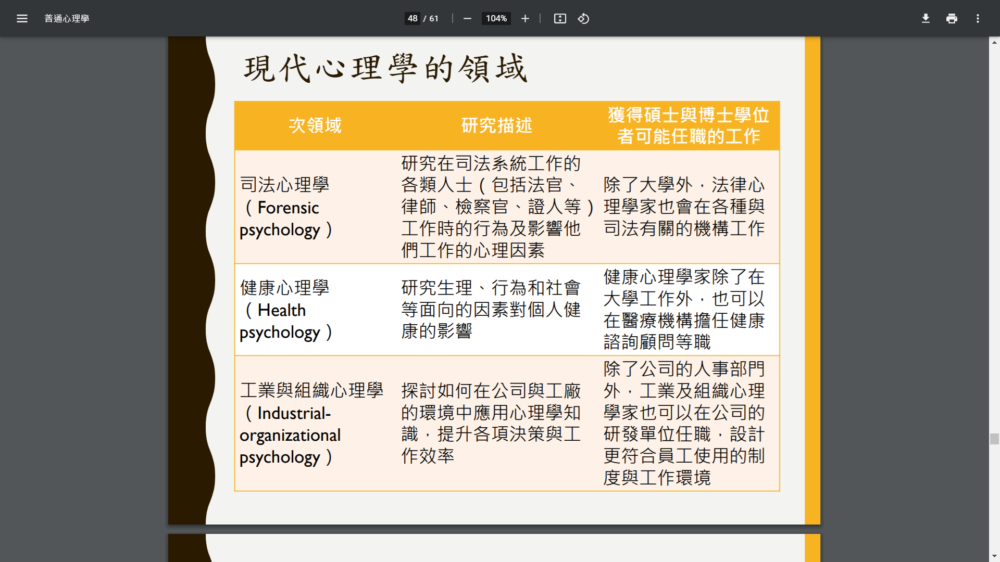 普通心理學
48 / 61
104%
現代心理學的領域
次領域
研究描述
獲得碩士與博士學位
者可能任職的工作
司法心理學
（Forensic
psychology）
研究在司法系統工作的
各類人士（包括法官、
律師、檢察官、證人等）
工作時的行為及影響他
們工作的心理因素
除了大學外，法律心
理學家也會在各種與
司法有關的機構工作
健康心理學
（Health
psychology）
研究生理、行為和社會
等面向的因素對個人健
康的影響
健康心理學家除了在
大學工作外，也可以
在醫療機構擔任健康
諮詢顧問等職
工業與組織心理學
（Industrial-
organizational
psychology）
探討如何在公司與工廠
的環境中應用心理學知
識，提升各項決策與工
作效率
除了公司的人事部門
外，工業及組織心理
學家也可以在公司的
研發單位任職，設計
更符合員工使用的制
度與工作環境